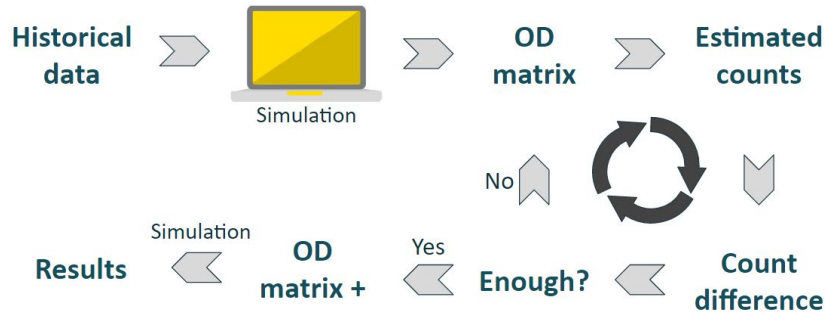 Historical
data
Simulation
OD
matrix
Estimated
counts
No
Count
difference
Enough?
Yes
OD
matrix +
Simulation
Results